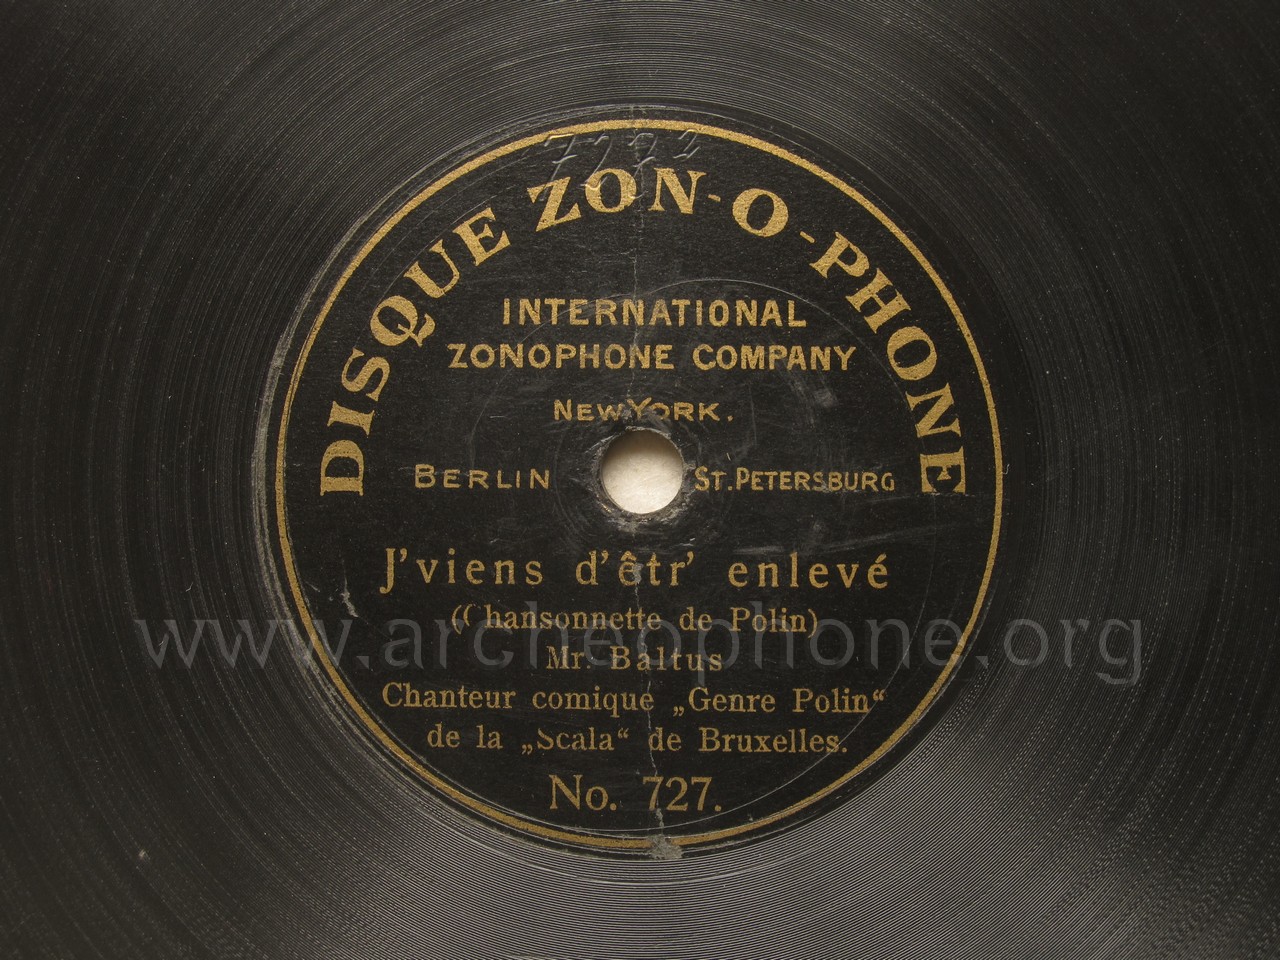 DISQUE ZON-O-PHONE
INTERNATIONAL
ZONOPHONE COMPANY
NEW YORK.
BERLIN ST. PETERSBURG
J'viens d'êtr' enlevé
(Chansonnette de Polin)
www.archeophone.org
Mr. Baltus
Chanteur comique „Genre Polin“
de la „Scala“ de Bruxelles.
No. 727.